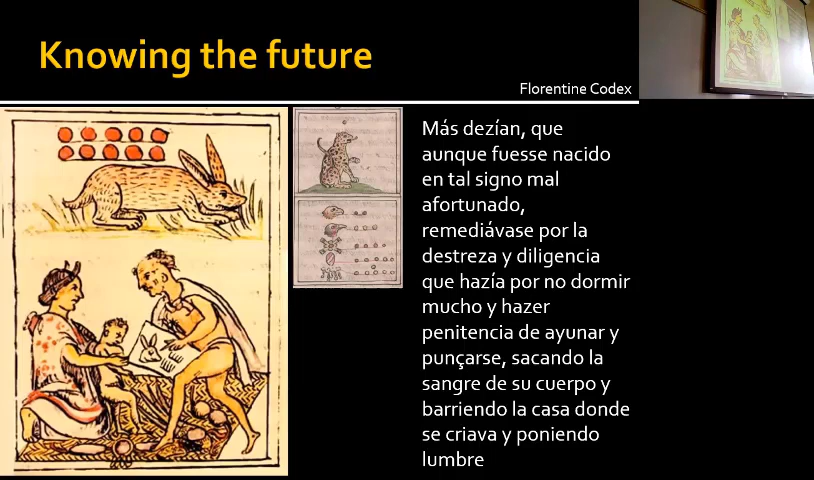 Knowing the future
Florentine Codex
Más dezían, que
aunque fuesse nacido
en tal signo mal
afortunado,
remediávase por la
destreza y diligencia
que hazía por no dormir
mucho y hazer
penitencia de ayunar y
punçarse, sacando la
sangre de su cuerpo y
barriendo la casa donde
se criava y poniendo
lumbre